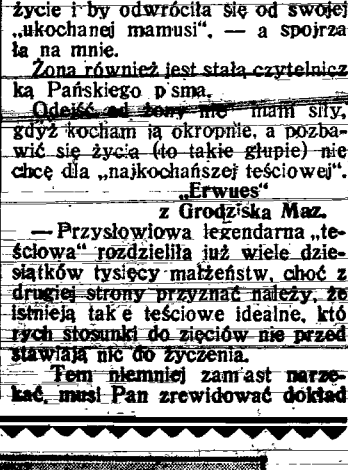 życie i by odwróciła się od swojej
„ukochanej mamusi“, — a spojrza
ła na mnie.
Żona również jest stałą czytelnicz
ką Pańskiego p sma.
Odejść od żony nie mam siły,
gdyż kocham ją okropnie, a pozba-
wić się życia (to takie głupie) nie
chcę dla „najkochańszej teściowej“.
„Erwues“
z Grodziska Maz.
— Przysłowiowa legendarna „te-
ściowa“ rozdzieliła już wiele dzie-
siątków tysięcy małżeństw, choć z
drugiej strony przyznać należy, że
istnieją tak e teściowe idealne, któ
rych stosunki do zięciów nie przed
stawiają nic do życzenia.
Tem niemniej zam ast narze-
kać, musi Pan zrewidować dokład